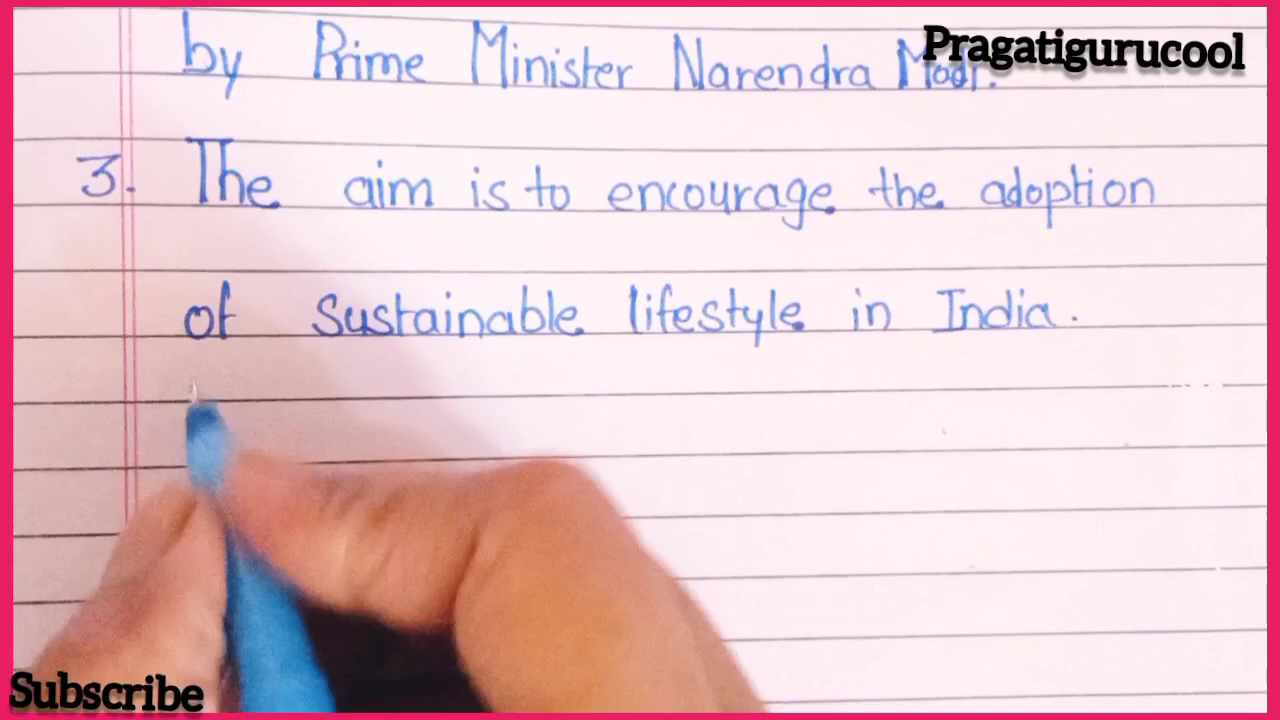 Pragatigurucool
by Prime Minister Narendra Modi.
3. The aim is to encourage the adoption
of sustainable lifestyle in India.
Subscribe